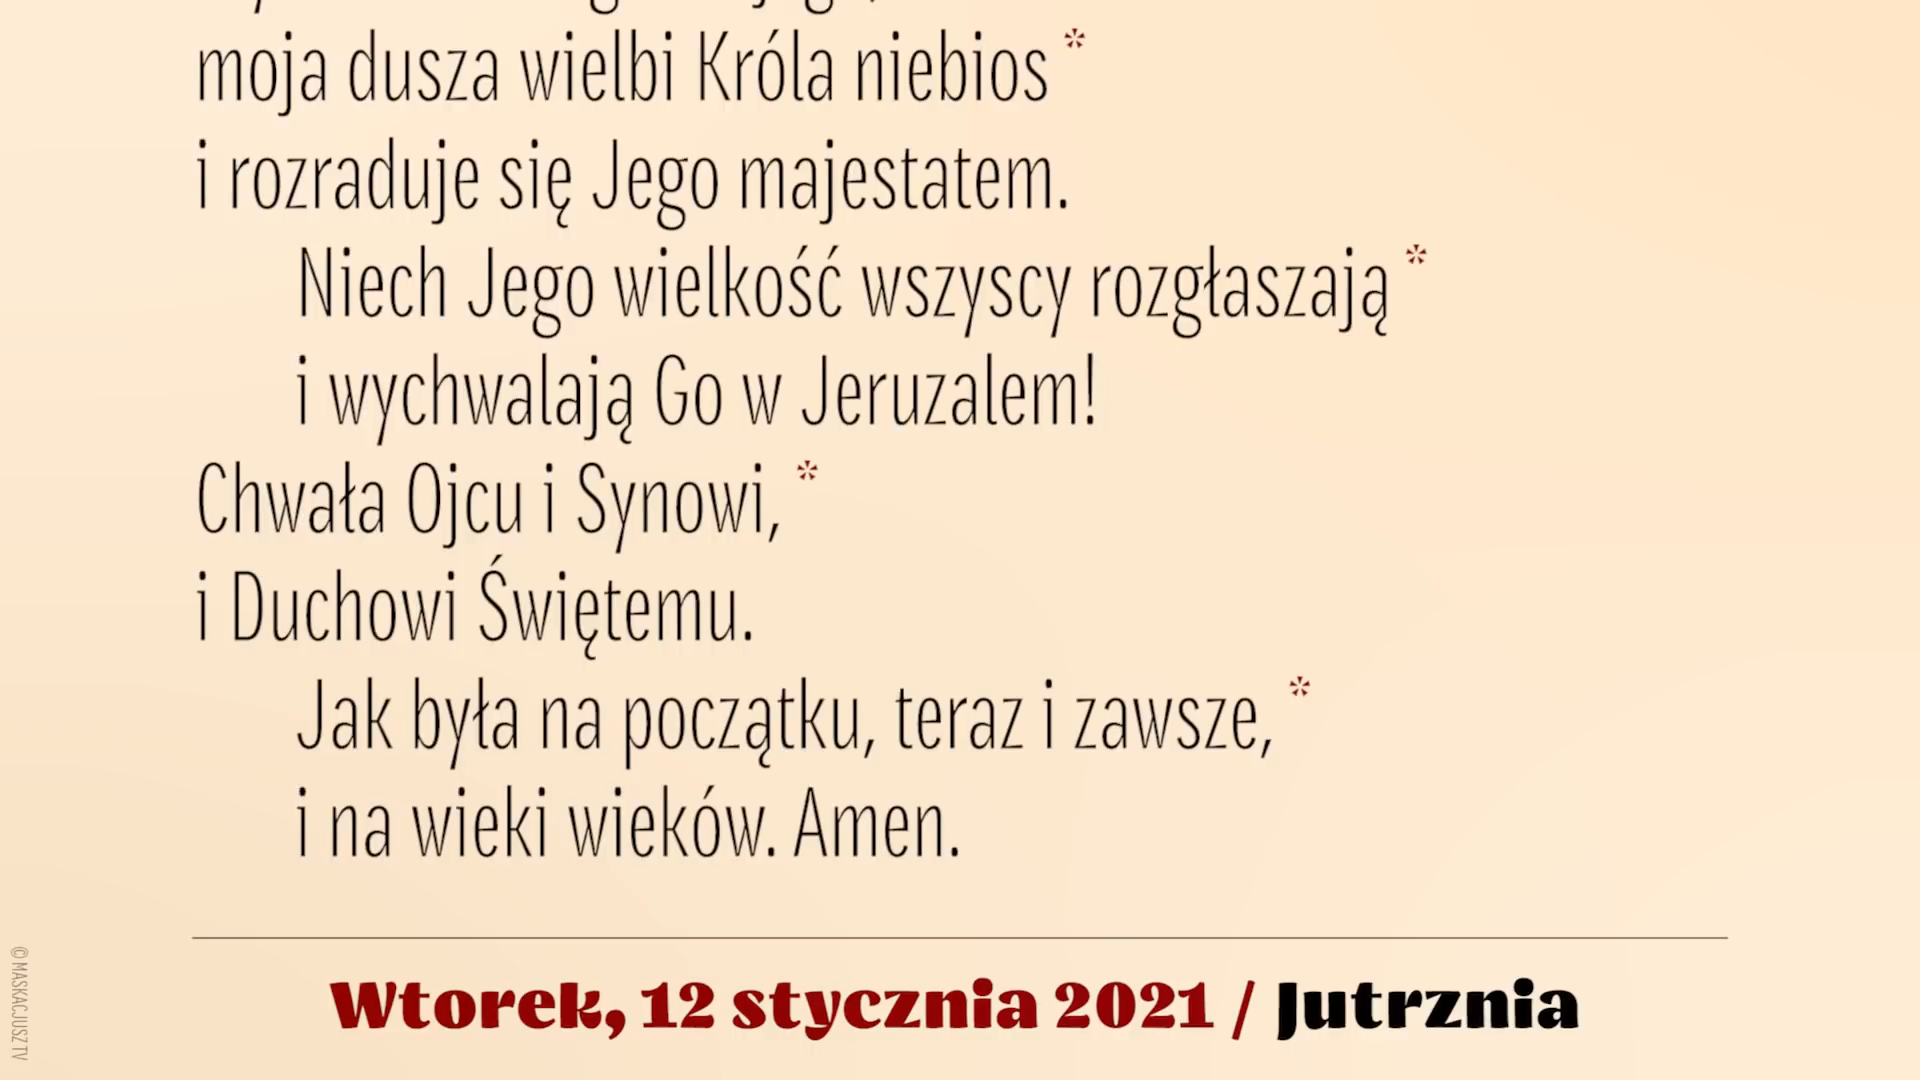 moja dusza wielbi Króla niebios *
i rozraduje się Jego majestatem.
Niech Jego wielkość wszyscy rozgłaszają *
i wychwalają Go w Jeruzalem!
Chwała Ojcu i Synowi, *
i Duchowi Świętemu.
Jak była na początku, teraz i zawsze, *
i na wieki wieków. Amen.
Wtorek, 12 stycznia 2021 / Jutrznia
© MASKACJUSZ TV